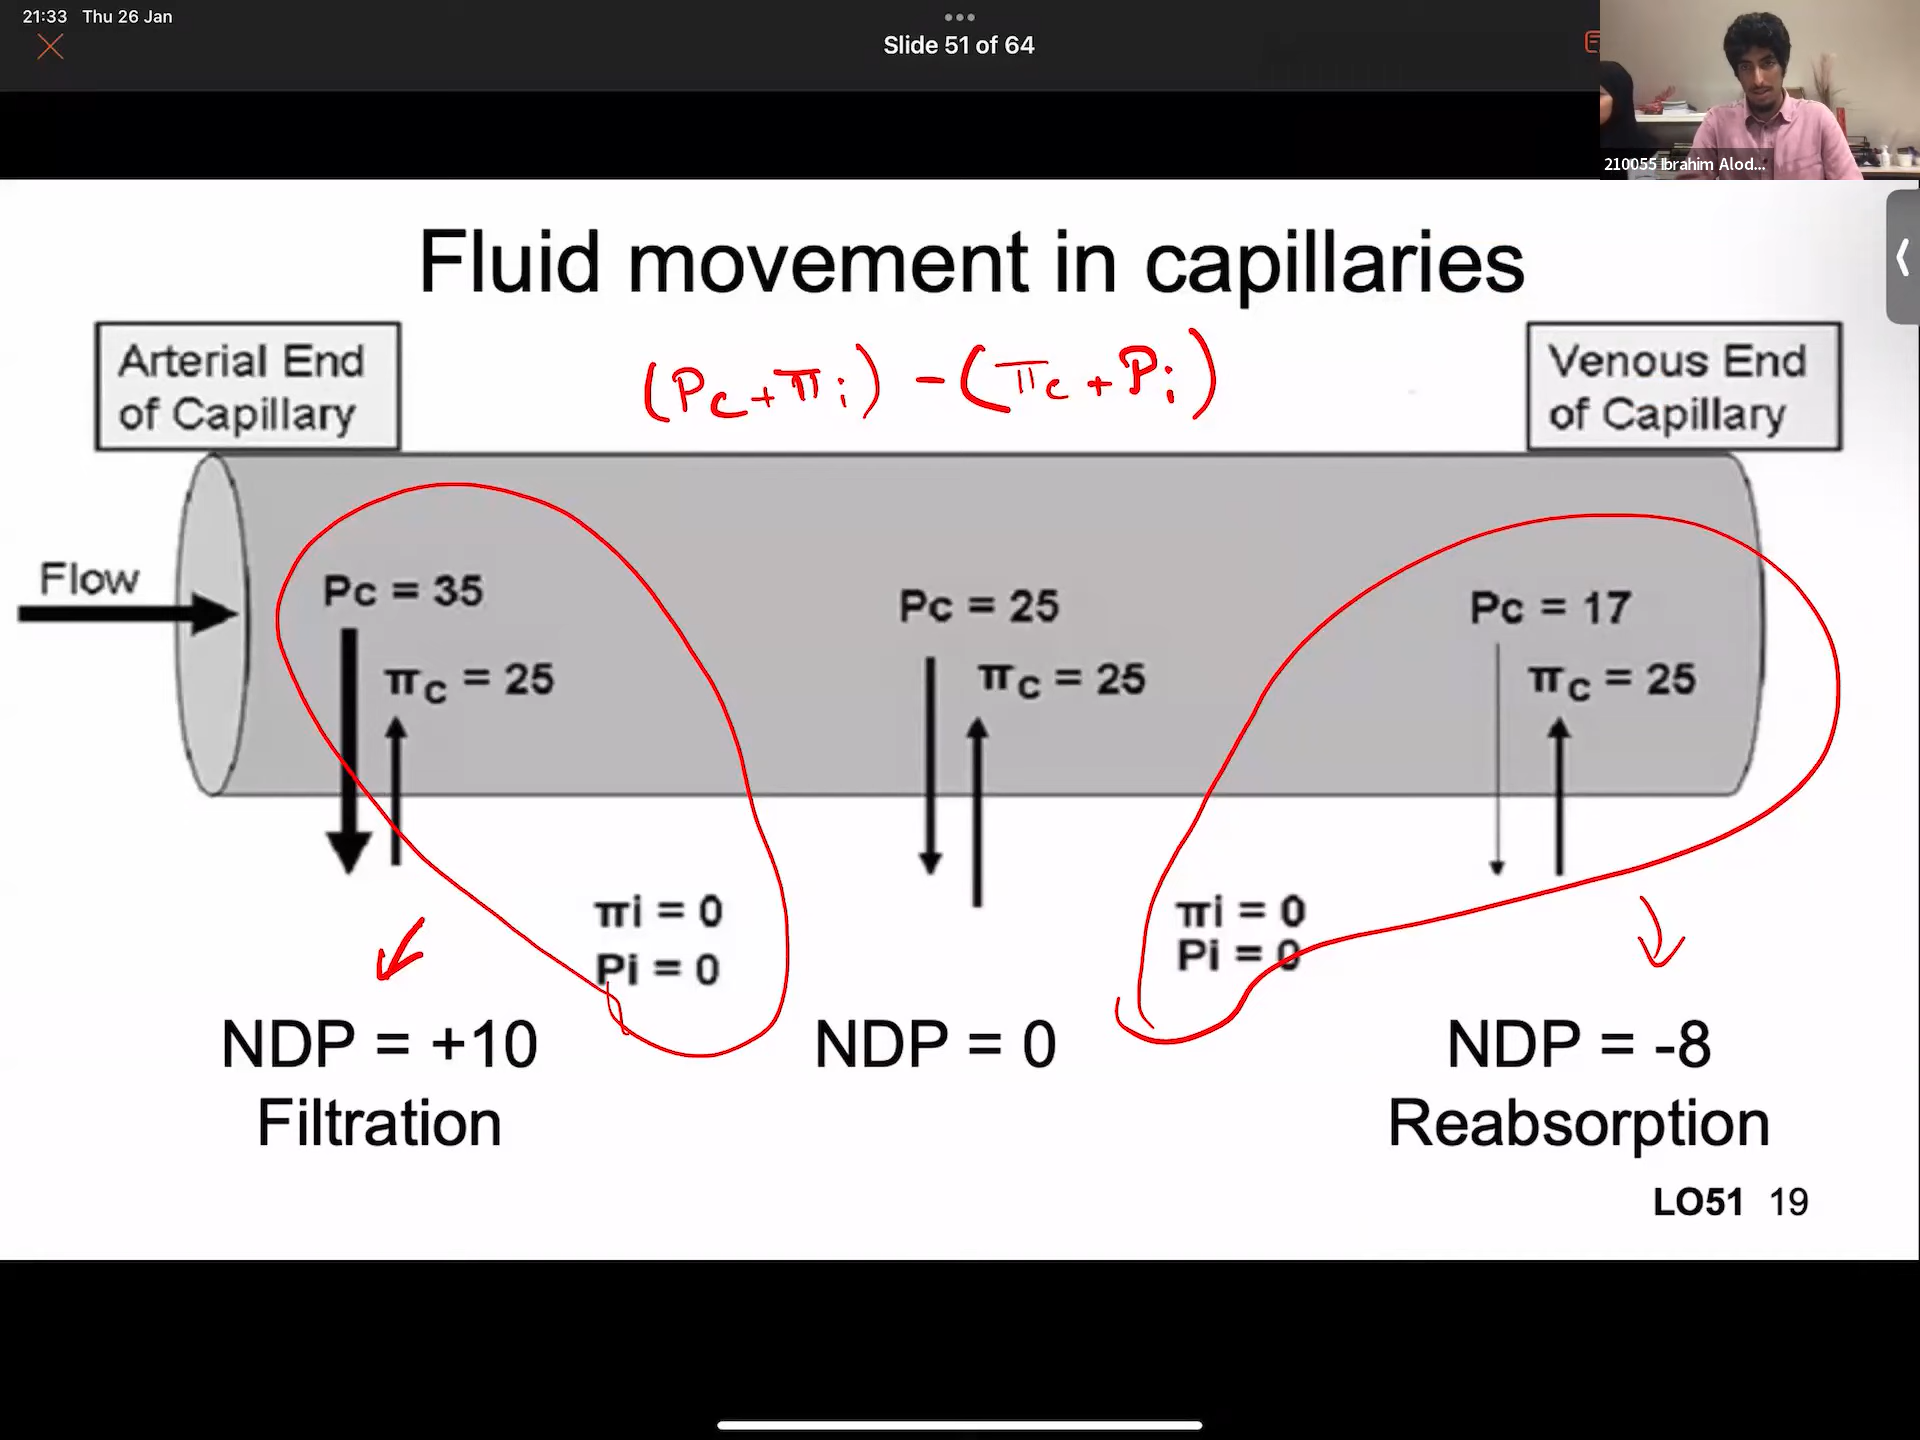 21:33 Thu 26 Jan
Slide 51 of 64
210055 Ibrahim Alod...
Fluid movement in capillaries
Arterial End
of Capillary
(Pc+πi) - (πc+Pi)
Venous End
of Capillary
Flow
Pc = 35
πc = 25
Pc = 25
πc = 25
Pc = 17
πc = 25
πi = 0
Pi = 0
πi = 0
Pi = 0
NDP = +10
Filtration
NDP = 0
NDP = -8
Reabsorption
LO51 19